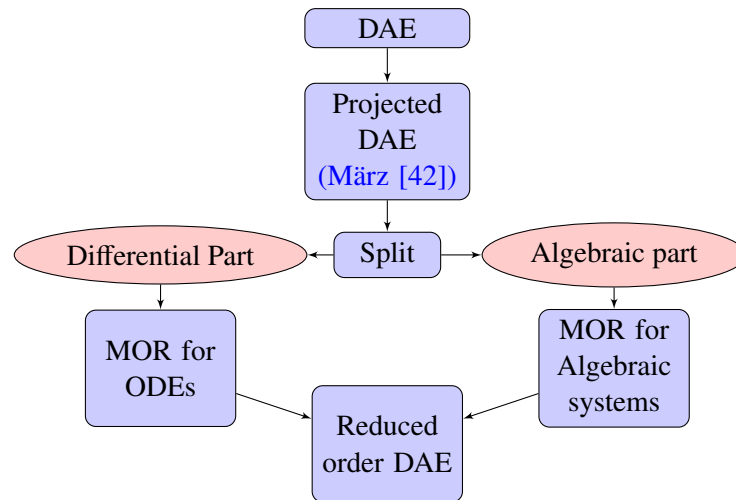 DAE
Projected
DAE
(März [42])
Differential Part
Split
Algebraic part
MOR for
ODEs
MOR for
Algebraic
systems
Reduced
order DAE